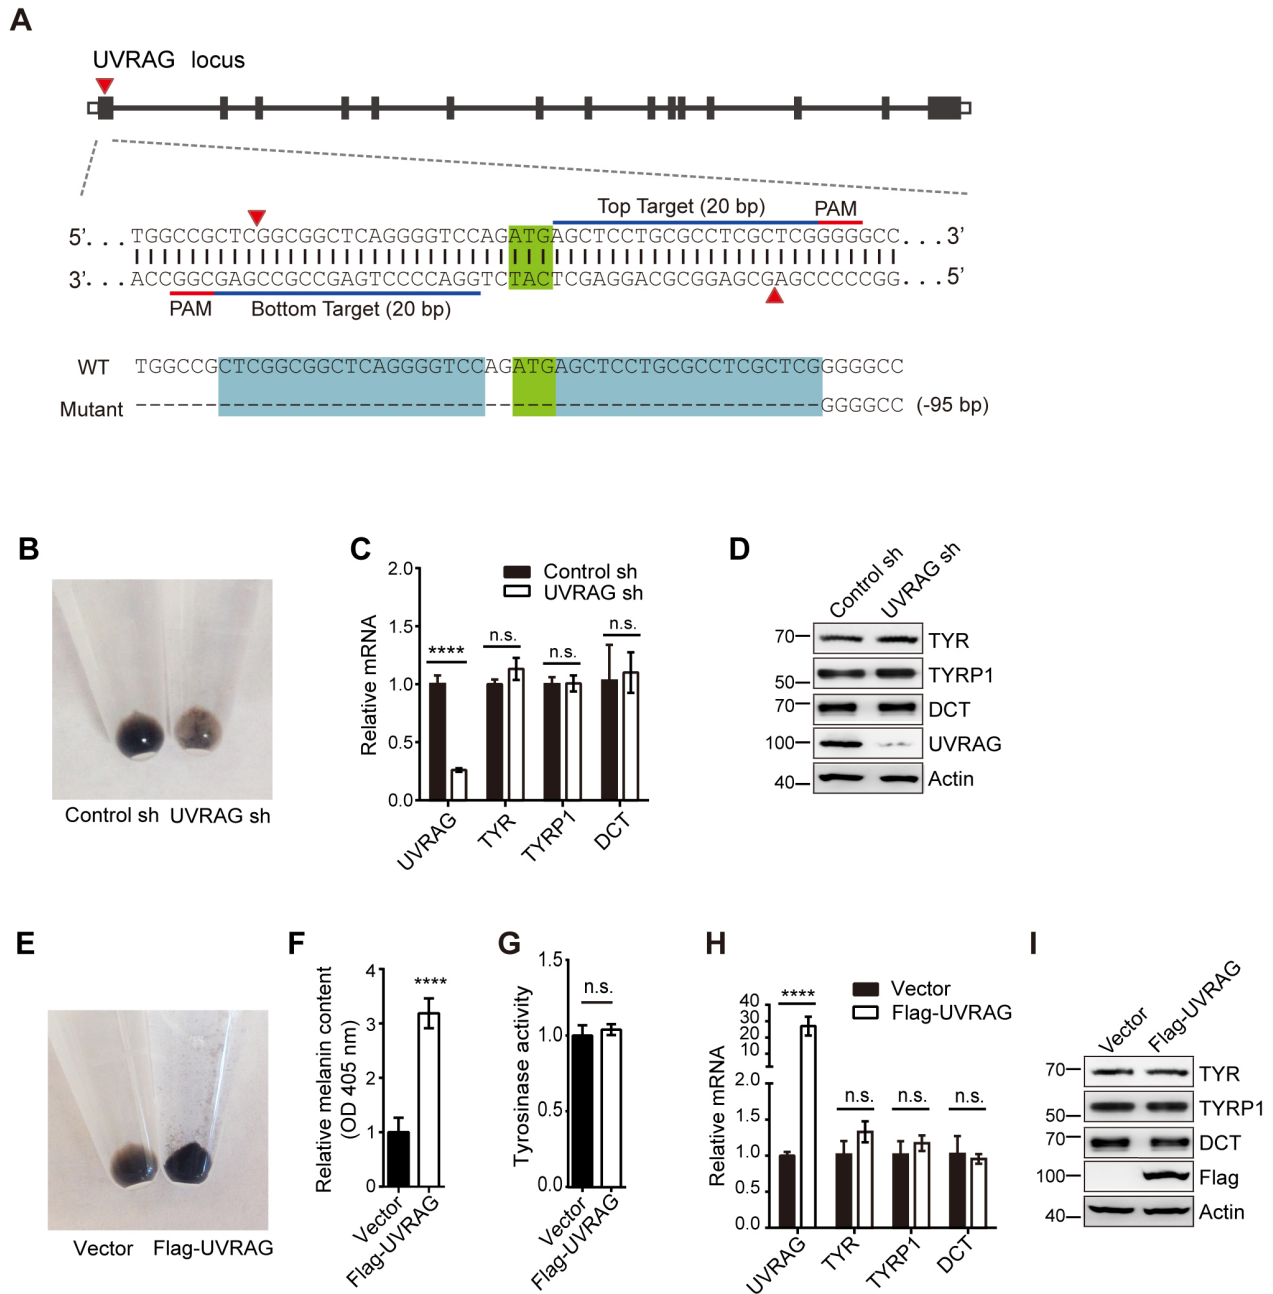 A
UVRAG locus
Top Target (20 bp) PAM
5'...TGGCCGCTCGGCGGCTCAGGGGTCCAGATGAGCTCCTGCGCCTCGCTCGGGGGCC...3'
3'...ACCGGCGAGCCGCCGAGTCCCCAGGTCTACTCGAGGACGCGGAGCGAGCCCCCGG...5'
PAM Bottom Target (20 bp)
WT TGGCCGCTCGGCGGCTCAGGGGTCCAGATGAGCTCCTGCGCCTCGCTCGGGGGCC
Mutant -------------------------------------------------GGGGCC (-95 bp)
B
Control sh UVRAG sh
C
Control sh
UVRAG sh
Relative mRNA
2.0
1.5
1.0
0.5
0.0
**** n.s. n.s. n.s.
UVRAG TYR TYRP1 DCT
D
Control sh UVRAG sh
70 TYR
50 TYRP1
70 DCT
100 UVRAG
40 Actin
E
Vector Flag-UVRAG
F
Relative melanin content
(OD 405 nm)
4
3
2
1
0
****
Vector Flag-UVRAG
G
Tyrosinase activity
1.5
1.0
0.5
0.0
n.s.
Vector Flag-UVRAG
H
Vector
Flag-UVRAG
Relative mRNA
40
30
20
10
2.0
1.5
1.0
0.5
0.0
**** n.s. n.s. n.s.
UVRAG TYR TYRP1 DCT
I
Vector Flag-UVRAG
70 TYR
50 TYRP1
70 DCT
100 Flag
40 Actin